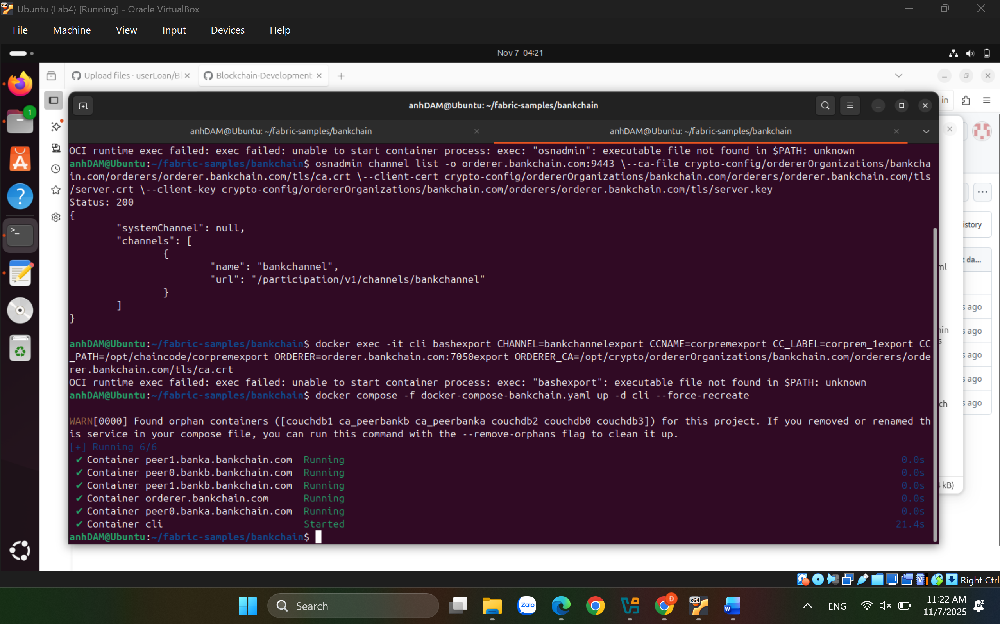 Ubuntu (Lab4) [Running] - Oracle VirtualBox
File Machine View Input Devices Help
Nov 7 04:21
Upload files · userLoan/Bl
Blockchain-Development-
anhDAM@Ubuntu: ~/fabric-samples/bankchain
in
1
anhDAM@Ubuntu: ~/fabric-samples/bankchain
anhDAM@Ubuntu: ~/fabric-samples/bankchain
OCI runtime exec failed: exec failed: unable to start container process: exec: "osnadmin": executable file not found in $PATH: unknown
anhDAM@Ubuntu:~/fabric-samples/bankchain$ osnadmin channel list -o orderer.bankchain.com:9443 \--ca-file crypto-config/ordererOrganizations/bankcha
in.com/orderers/orderer.bankchain.com/tls/ca.crt \--client-cert crypto-config/ordererOrganizations/bankchain.com/orderers/orderer.bankchain.com/tls
/server.crt \--client-key crypto-config/ordererOrganizations/bankchain.com/orderers/orderer.bankchain.com/tls/server.key
Status: 200
{
"systemChannel": null,
"channels": [
{
"name": "bankchannel",
"url": "/participation/v1/channels/bankchannel"
}
]
}
anhDAM@Ubuntu:~/fabric-samples/bankchain$ docker exec -it cli bashexport CHANNEL=bankchannelexport CCNAME=corpremexport CC_LABEL=corprem_1export CC
_PATH=/opt/chaincode/corpremexport ORDERER=orderer.bankchain.com:7050export ORDERER_CA=/opt/crypto/ordererOrganizations/bankchain.com/orderers/orde
rer.bankchain.com/tls/ca.crt
OCI runtime exec failed: exec failed: unable to start container process: exec: "bashexport": executable file not found in $PATH: unknown
anhDAM@Ubuntu:~/fabric-samples/bankchain$ docker compose -f docker-compose-bankchain.yaml up -d cli --force-recreate
WARN[0000] Found orphan containers ([couchdb1 ca_peerbankb ca_peerbanka couchdb2 couchdb0 couchdb3]) for this project. If you removed or renamed th
is service in your compose file, you can run this command with the --remove-orphans flag to clean it up.
[+] Running 6/6
✔ Container peer1.banka.bankchain.com Running 0.0s
✔ Container peer0.bankb.bankchain.com Running 0.0s
✔ Container peer1.bankb.bankchain.com Running 0.0s
✔ Container orderer.bankchain.com Running 0.0s
✔ Container peer0.banka.bankchain.com Running 0.0s
✔ Container cli Started 21.4s
anhDAM@Ubuntu:~/fabric-samples/bankchain$
istory
t da...
ml
s ago
in
s ago
s
s ago
s ago
ch
s ago
kB)
Right Ctrl
Search
Zalo
Đ
x64
W
ENG
11:22 AM
11/7/2025